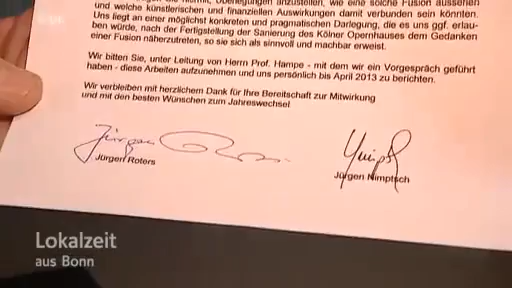 wie eine solche Fusion aussehen
und welche künstlerischen und finanziellen Auswirkungen damit verbunden sein könnten.
Uns liegt an einer möglichst konkreten und pragmatischen Darlegung, die es uns ggf. erlau-
ben würde, nach der Fertigstellung der Sanierung des Kölner Opernhauses dem Gedanken
einer Fusion näherzutreten, so sie sich als sinnvoll und machbar erweist.
Wir bitten Sie, unter Leitung von Herrn Prof. Hampe - mit dem wir ein Vorgespräch geführt
haben - diese Arbeiten aufzunehmen und uns persönlich bis April 2013 zu berichten.
Wir verbleiben mit herzlichem Dank für Ihre Bereitschaft zur Mitwirkung
und mit den besten Wünschen zum Jahreswechsel
Jürgen Roters
Jürgen Nimptsch
Lokalzeit
aus Bonn